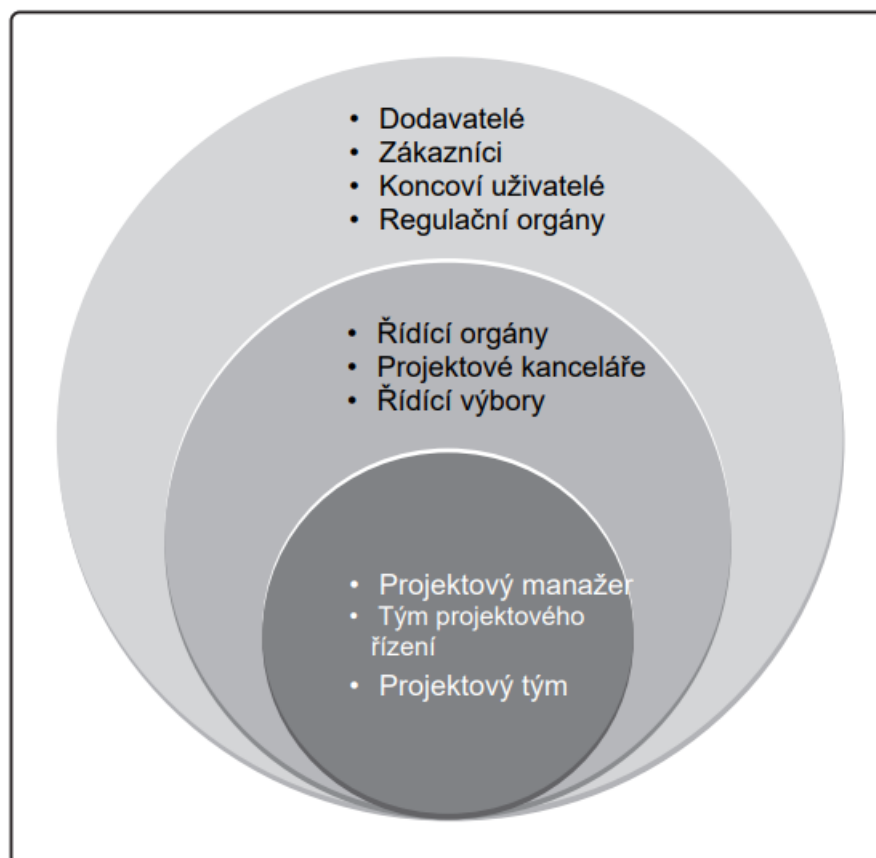 • Dodavatelé
• Zákazníci
• Koncoví uživatelé
• Regulační orgány
• Řídící orgány
• Projektové kanceláře
• Řídící výbory
• Projektový manažer
• Tým projektového
řízení
• Projektový tým